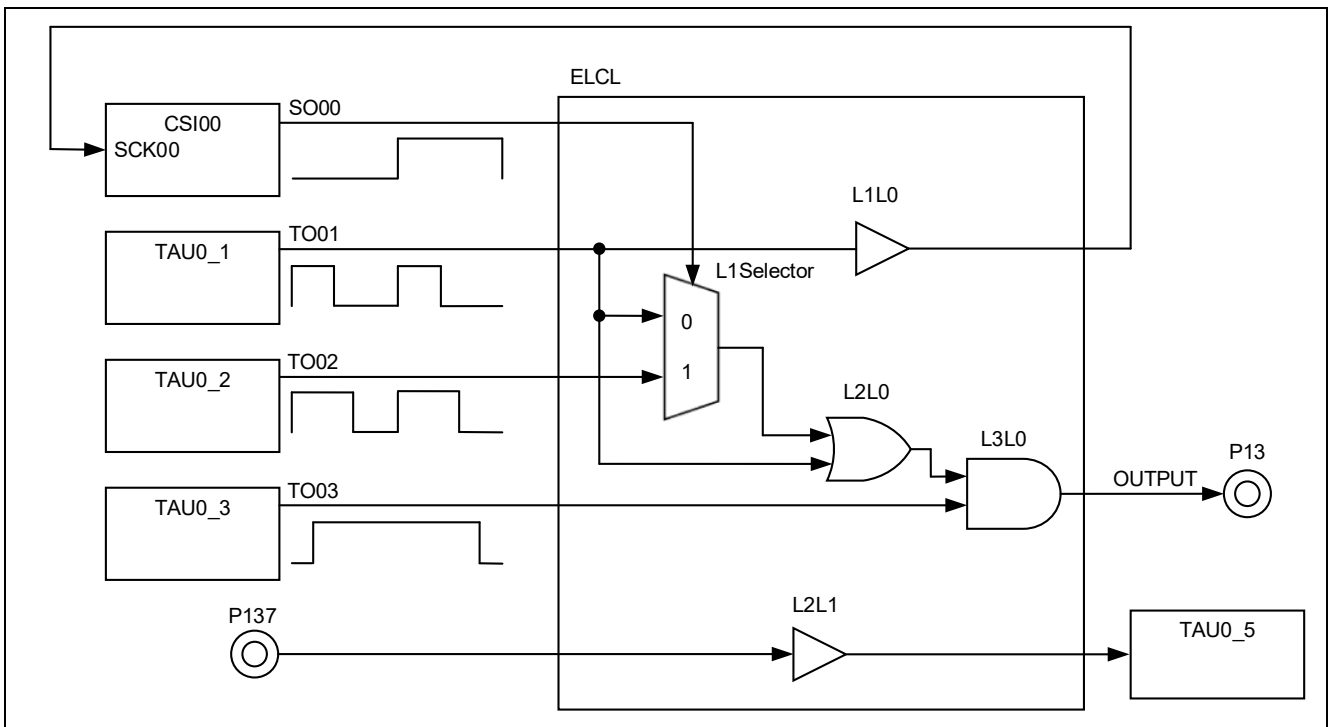 ELCL
CSI00
SCK00
SO00
L1L0
TAU0_1
TO01
L1Selector
0
1
TAU0_2
TO02
L2L0
L3L0
P13
OUTPUT
TAU0_3
TO03
P137
L2L1
TAU0_5